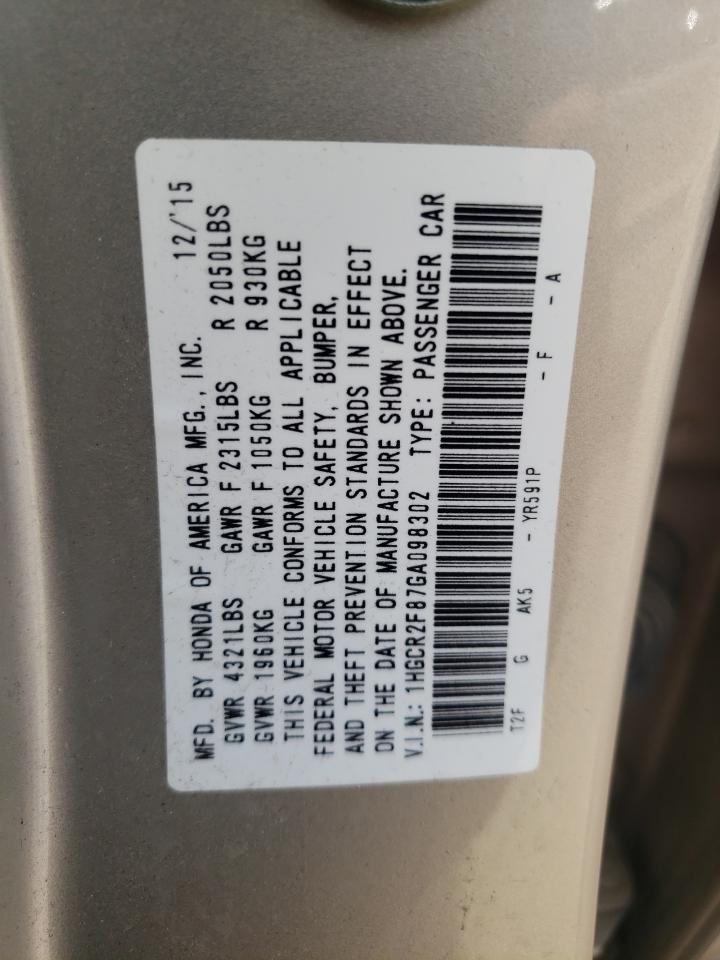 MFD. BY HONDA OF AMERICA MFG., INC. 12/'15
GVWR 4321LBS GAWR F 2315LBS R 2050LBS
GVWR 1960KG GAWR F 1050KG R 930KG
THIS VEHICLE CONFORMS TO ALL APPLICABLE
FEDERAL MOTOR VEHICLE SAFETY, BUMPER,
AND THEFT PREVENTION STANDARDS IN EFFECT
ON THE DATE OF MANUFACTURE SHOWN ABOVE.
V.I.N.: 1HGCR2F87GA098302 TYPE: PASSENGER CAR
T2F G AK5 - YR591P - F - A